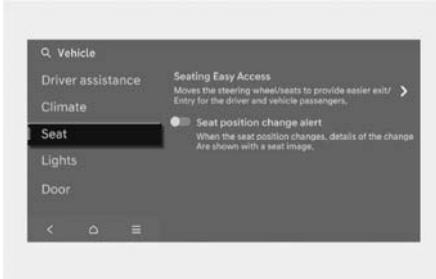 Vehicle
Driver assistance
Climate
Seat
Lights
Door
Seating Easy Access
Moves the steering wheel/seats to provide easier exit/
Entry for the driver and vehicle passengers,
Seat position change alert
When the seat position changes, details of the change
Are shown with a seat image,